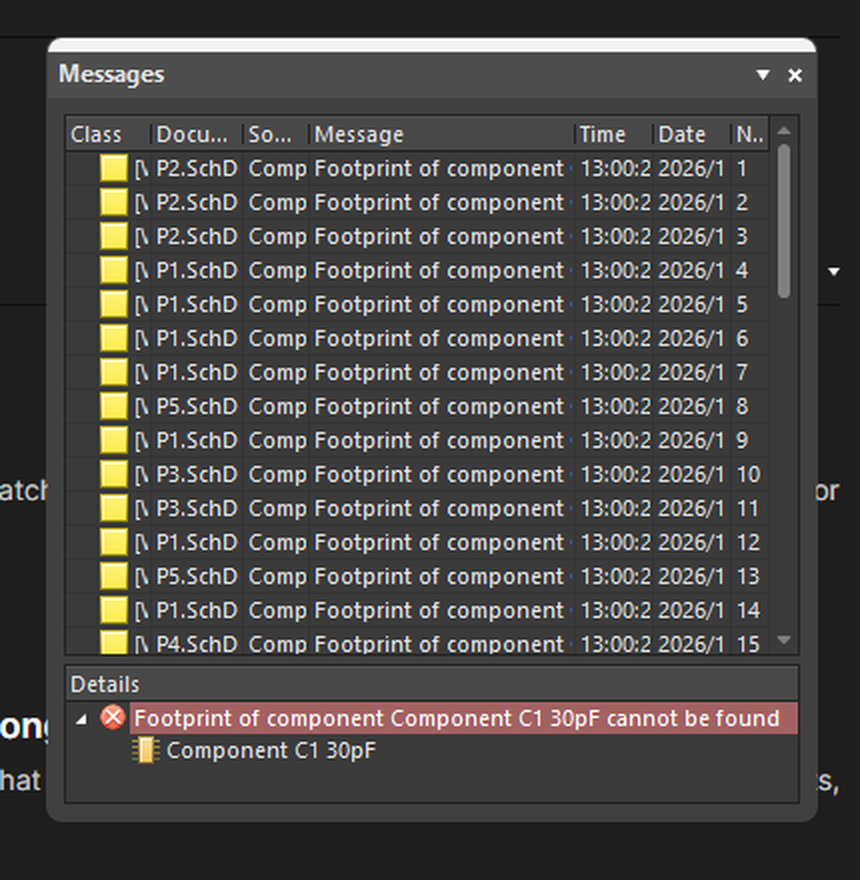 Messages
Class Docu... So... Message Time Date N..
[ P2.SchD Comp Footprint of component 13:00:2 2026/1 1
[ P2.SchD Comp Footprint of component 13:00:2 2026/1 2
[ P2.SchD Comp Footprint of component 13:00:2 2026/1 3
[ P1.SchD Comp Footprint of component 13:00:2 2026/1 4
[ P1.SchD Comp Footprint of component 13:00:2 2026/1 5
[ P1.SchD Comp Footprint of component 13:00:2 2026/1 6
[ P1.SchD Comp Footprint of component 13:00:2 2026/1 7
[ P5.SchD Comp Footprint of component 13:00:2 2026/1 8
[ P1.SchD Comp Footprint of component 13:00:2 2026/1 9
[ P3.SchD Comp Footprint of component 13:00:2 2026/1 10
atch or
[ P3.SchD Comp Footprint of component 13:00:2 2026/1 11
[ P1.SchD Comp Footprint of component 13:00:2 2026/1 12
[ P5.SchD Comp Footprint of component 13:00:2 2026/1 13
[ P1.SchD Comp Footprint of component 13:00:2 2026/1 14
[ P4.SchD Comp Footprint of component 13:00:2 2026/1 15
Details
ong
Footprint of component Component C1 30pF cannot be found
Component C1 30pF
hat s,